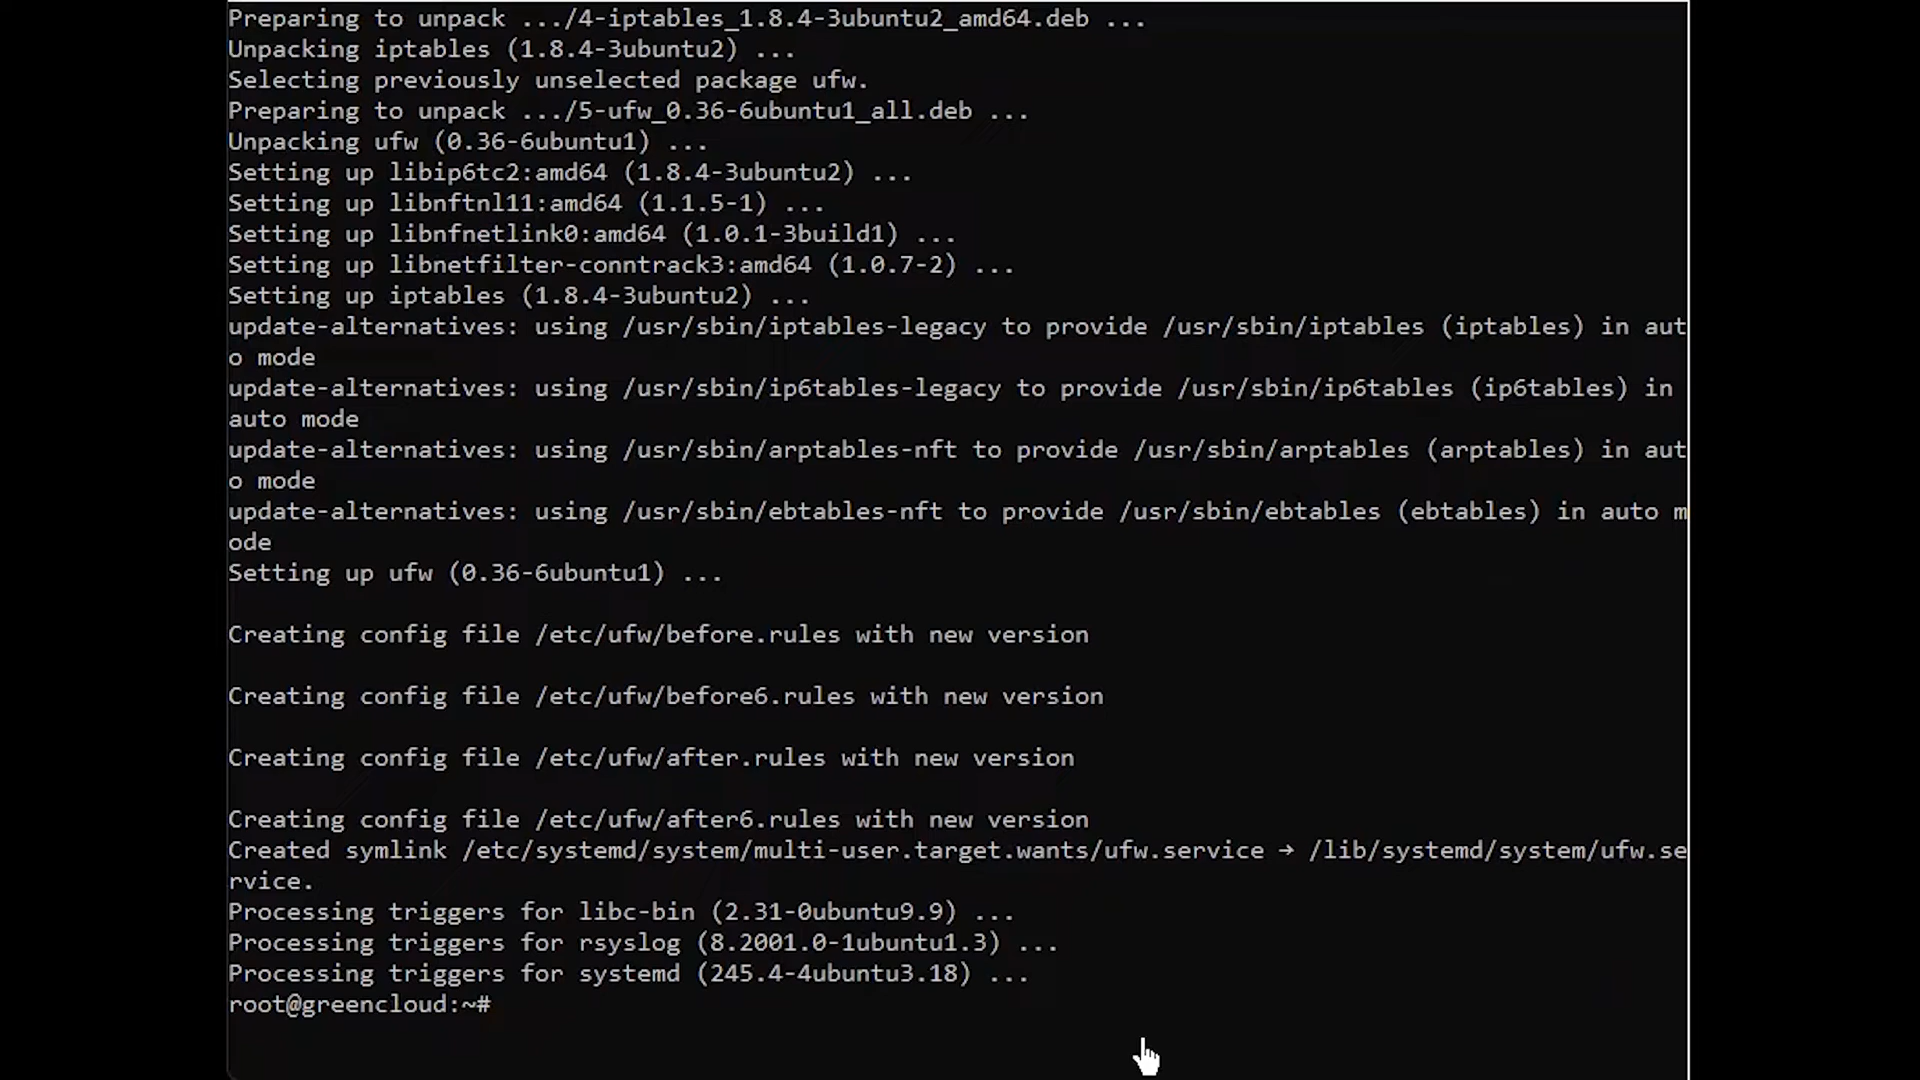 Preparing to unpack .../4-iptables_1.8.4-3ubuntu2_amd64.deb ...
Unpacking iptables (1.8.4-3ubuntu2) ...
Selecting previously unselected package ufw.
Preparing to unpack .../5-ufw_0.36-6ubuntu1_all.deb ...
Unpacking ufw (0.36-6ubuntu1) ...
Setting up libip6tc2:amd64 (1.8.4-3ubuntu2) ...
Setting up libnftnl11:amd64 (1.1.5-1) ...
Setting up libnfnetlink0:amd64 (1.0.1-3build1) ...
Setting up libnetfilter-conntrack3:amd64 (1.0.7-2) ...
Setting up iptables (1.8.4-3ubuntu2) ...
update-alternatives: using /usr/sbin/iptables-legacy to provide /usr/sbin/iptables (iptables) in aut
o mode
update-alternatives: using /usr/sbin/ip6tables-legacy to provide /usr/sbin/ip6tables (ip6tables) in
auto mode
update-alternatives: using /usr/sbin/arptables-nft to provide /usr/sbin/arptables (arptables) in aut
o mode
update-alternatives: using /usr/sbin/ebtables-nft to provide /usr/sbin/ebtables (ebtables) in auto m
ode
Setting up ufw (0.36-6ubuntu1) ...
Creating config file /etc/ufw/before.rules with new version
Creating config file /etc/ufw/before6.rules with new version
Creating config file /etc/ufw/after.rules with new version
Creating config file /etc/ufw/after6.rules with new version
Created symlink /etc/systemd/system/multi-user.target.wants/ufw.service → /lib/systemd/system/ufw.se
rvice.
Processing triggers for libc-bin (2.31-0ubuntu9.9) ...
Processing triggers for rsyslog (8.2001.0-1ubuntu1.3) ...
Processing triggers for systemd (245.4-4ubuntu3.18) ...
root@greencloud:~#